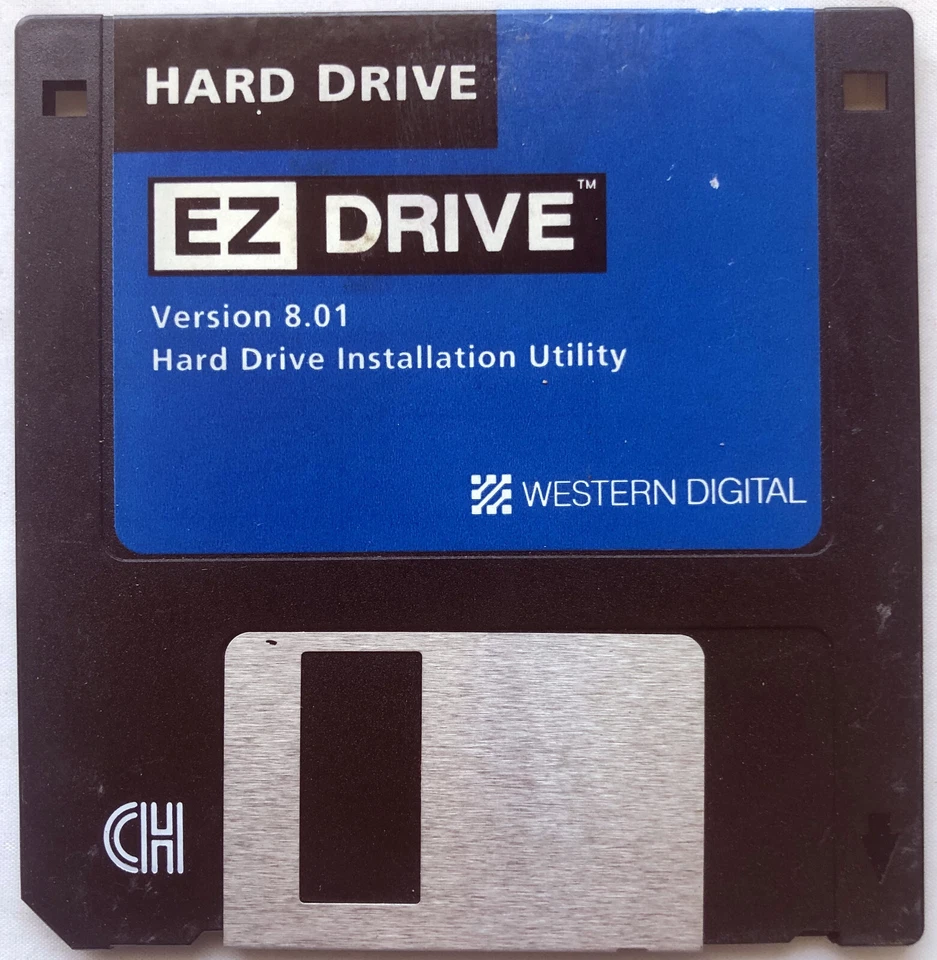 HARD DRIVE
EZ DRIVE™
Version 8.01
Hard Drive Installation Utility
WESTERN DIGITAL
CH